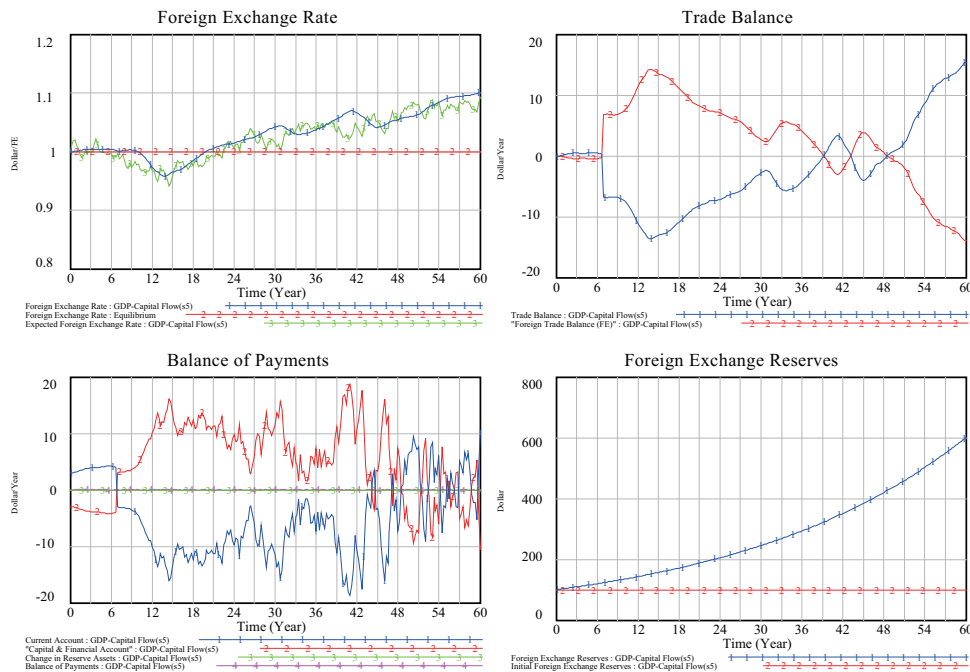 Foreign Exchange Rate
1.2
1.1
1
0.9
0.8
Dollar/FE
0 6 12 18 24 30 36 42 48 54 60
Time (Year)
Foreign Exchange Rate : GDP-Capital Flow(s5)
Foreign Exchange Rate : Equilibrium
Expected Foreign Exchange Rate : GDP-Capital Flow(s5)
Trade Balance
20
10
0
-10
-20
Dollar/Year
0 6 12 18 24 30 36 42 48 54 60
Time (Year)
Trade Balance : GDP-Capital Flow(s5)
"Foreign Trade Balance (FE)" : GDP-Capital Flow(s5)
Balance of Payments
20
10
0
-10
-20
Dollar/Year
0 6 12 18 24 30 36 42 48 54 60
Time (Year)
Current Account : GDP-Capital Flow(s5)
"Capital & Financial Account" : GDP-Capital Flow(s5)
Change in Reserve Assets : GDP-Capital Flow(s5)
Balance of Payments : GDP-Capital Flow(s5)
Foreign Exchange Reserves
800
600
400
200
0
Dollar
0 6 12 18 24 30 36 42 48 54 60
Time (Year)
Foreign Exchange Reserves : GDP-Capital Flow(s5)
Initial Foreign Exchange Reserves : GDP-Capital Flow(s5)